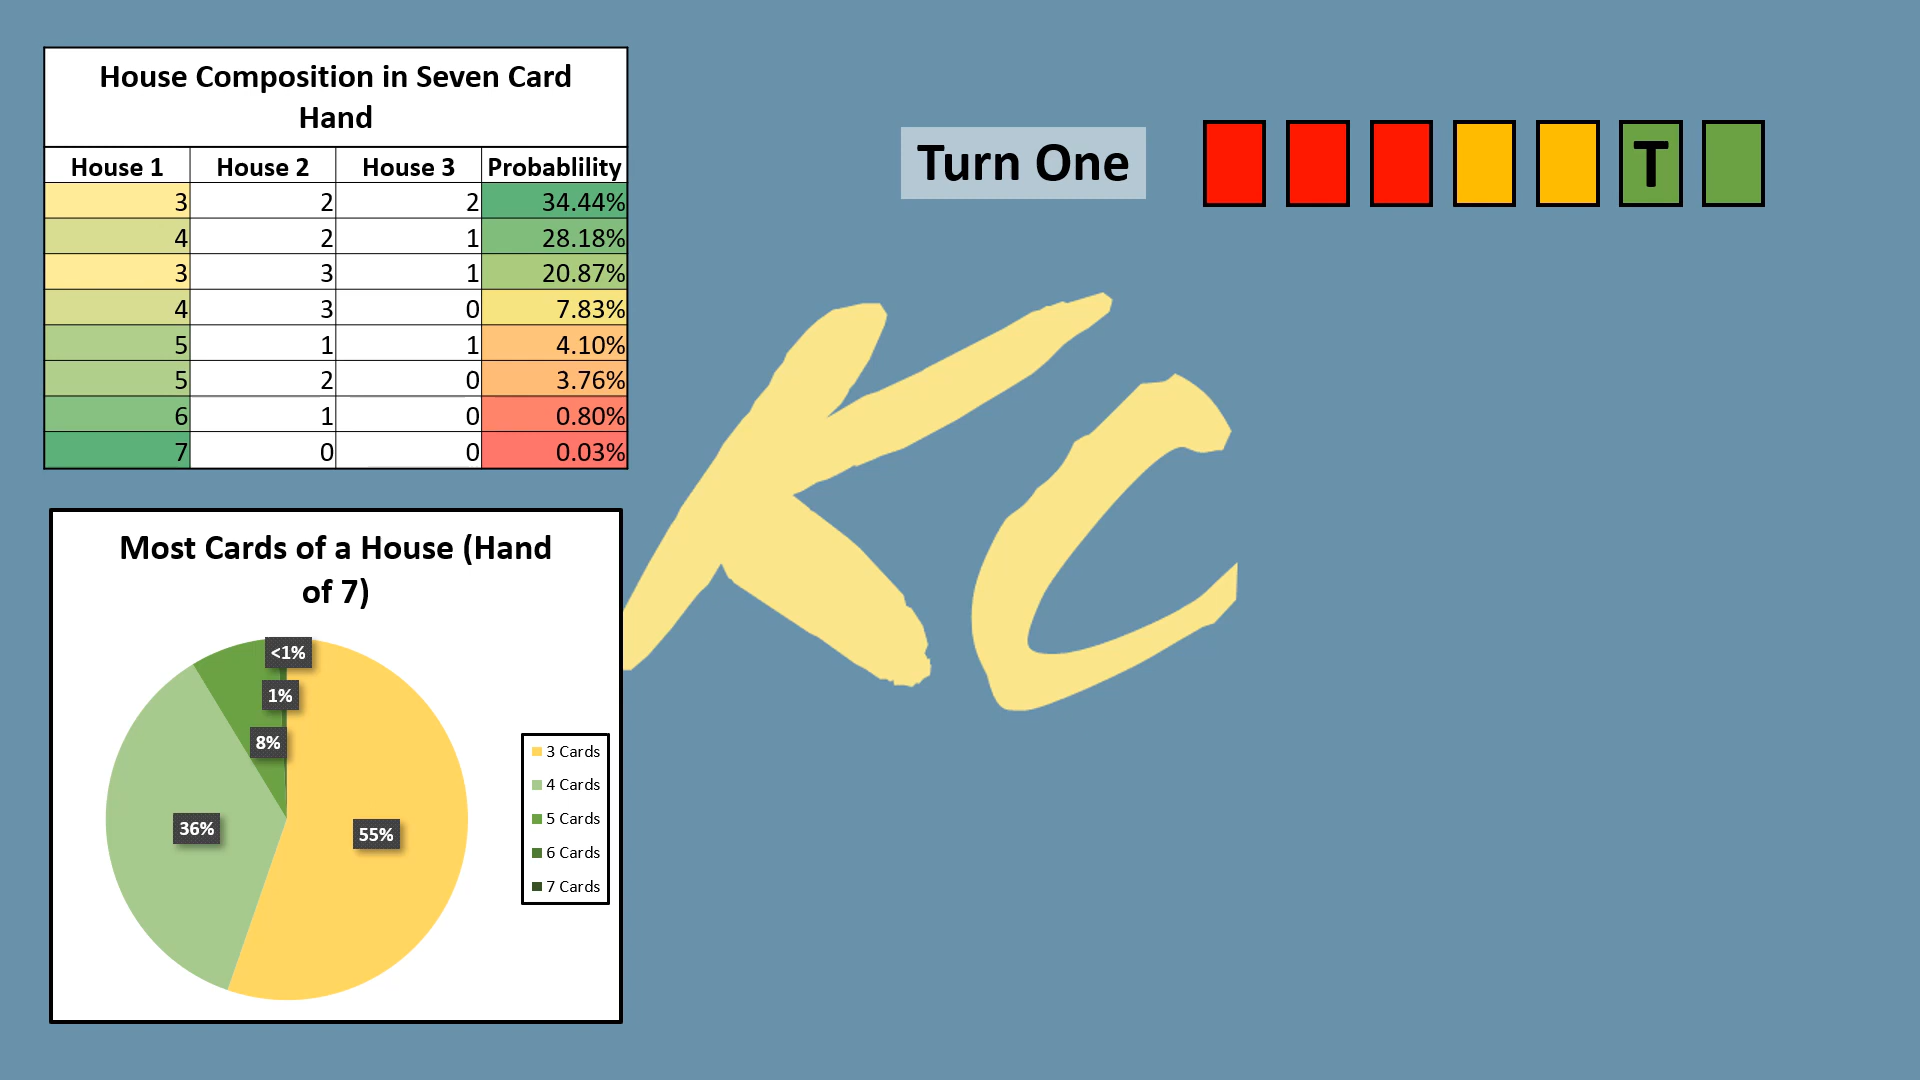 House Composition in Seven Card
Hand
House 1 House 2 House 3 Probablility
3 2 2 34.44%
4 2 1 28.18%
3 3 1 20.87%
4 3 0 7.83%
5 1 1 4.10%
5 2 0 3.76%
6 1 0 0.80%
7 0 0 0.03%
Most Cards of a House (Hand
of 7)
<1%
1%
8%
36%
55%
3 Cards
4 Cards
5 Cards
6 Cards
7 Cards
KC
Turn One
T